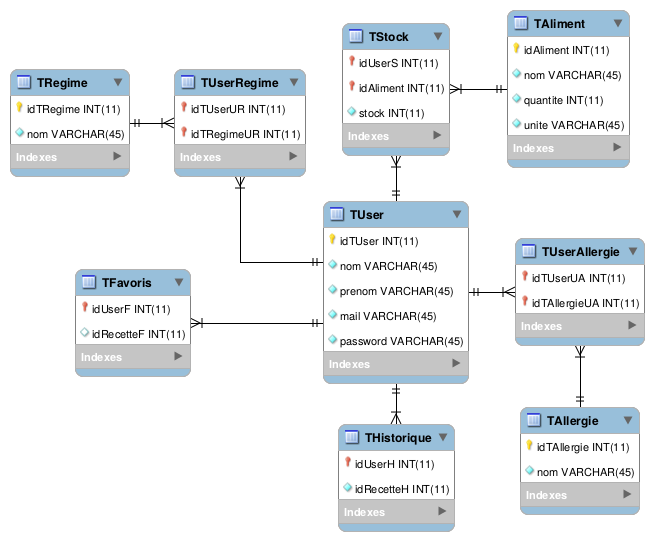 TRegime
idTRegime INT(11)
nom VARCHAR(45)
Indexes
TUserRegime
idTUserUR INT(11)
idTRegimeUR INT(11)
Indexes
TStock
idUserS INT(11)
idAliment INT(11)
stock INT(11)
Indexes
TAliment
idAliment INT(11)
nom VARCHAR(45)
quantite INT(11)
unite VARCHAR(45)
Indexes
TUser
idTUser INT(11)
nom VARCHAR(45)
prenom VARCHAR(45)
mail VARCHAR(45)
password VARCHAR(45)
Indexes
TFavoris
idUserF INT(11)
idRecetteF INT(11)
Indexes
TUserAllergie
idTUserUA INT(11)
idTAllergieUA INT(11)
Indexes
THistorique
idUserH INT(11)
idRecetteH INT(11)
Indexes
TAllergie
idTAllergie INT(11)
nom VARCHAR(45)
Indexes